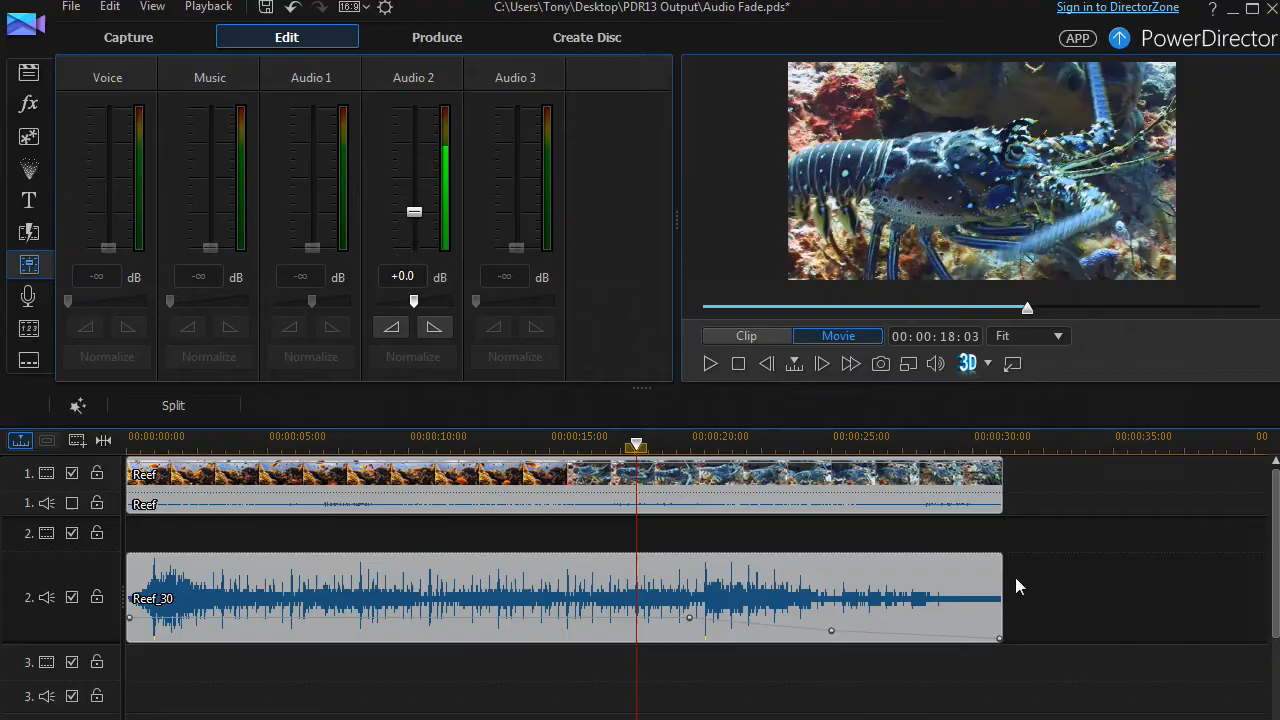 File Edit View Playback 16:9 C:\Users\Tony\Desktop\PDR13 Output\Audio Fade.pds* Sign in to DirectorZone ?
Capture Edit Produce Create Disc APP PowerDirector
Voice Music Audio 1 Audio 2 Audio 3
fx
T
-∞ dB -∞ dB -∞ dB +0.0 dB -∞ dB
Normalize Normalize Normalize Normalize Normalize
Clip Movie 00:00:18:03 Fit
3D
Split
00:00:00:00 00:00:05:00 00:00:10:00 00:00:15:00 00:00:20:00 00:00:25:00 00:00:30:00 00:00:35:00 00
1. Reef
1. Reef
2.
2. Reef_30
3.
3.